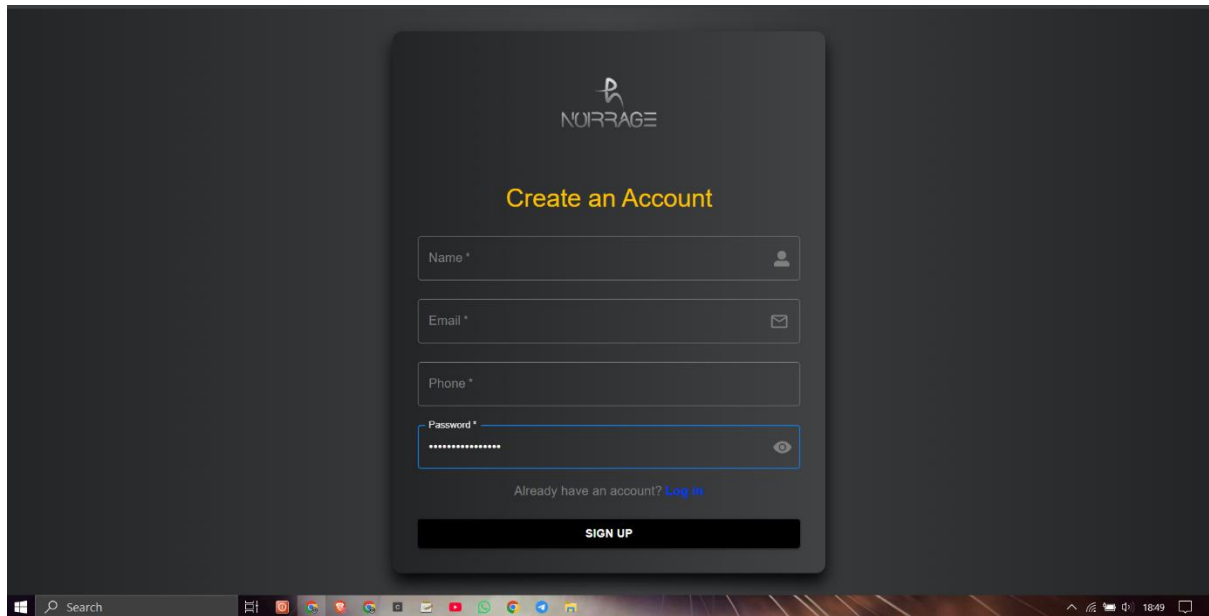 NOIRRAGE
Create an Account
Name *
Email *
Phone *
Password *
••••••••••••••••
Already have an account? Log in
SIGN UP
Search
18:49